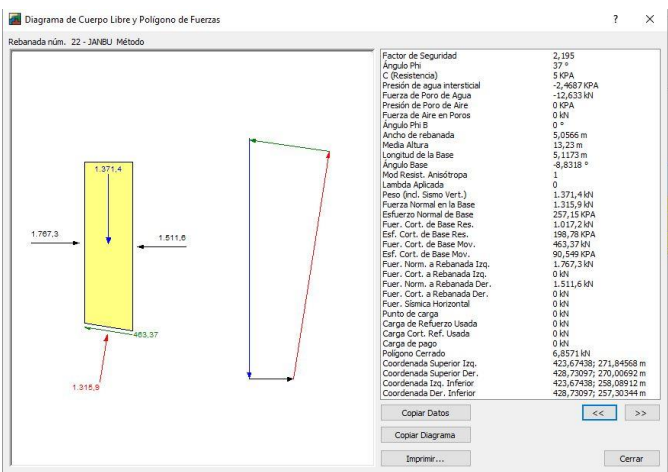 Diagrama de Cuerpo Libre y Polígono de Fuerzas
? ×
Rebanada núm. 22 - JANBU Método
1.371,4
1.767,3
1.511,6
463,37
1.315,9
Factor de Seguridad 2,195
Ángulo Phi 37 °
C (Resistencia) 5 KPA
Presión de agua intersticial -2,4687 KPA
Fuerza de Poro de Agua -12,633 kN
Presión de Poro de Aire 0 KPA
Fuerza de Aire en Poros 0 kN
Ángulo Phi B 0 °
Ancho de rebanada 5,0566 m
Media Altura 13,23 m
Longitud de la Base 5,1173 m
Ángulo Base -8,8318 °
Mod Resist. Anisótropa 1
Lambda Aplicada 0
Peso (incl. Sismo Vert.) 1.371,4 kN
Fuerza Normal en la Base 1.315,9 kN
Esfuerzo Normal de Base 257,15 KPA
Fuer. Cort. de Base Res. 1.017,2 kN
Esf. Cort. de Base Res. 198,78 KPA
Fuer. Cort. de Base Mov. 463,37 kN
Esf. Cort. de Base Mov. 90,549 KPA
Fuer. Norm. a Rebanada Izq. 1.767,3 kN
Fuer. Cort. a Rebanada Izq. 0 kN
Fuer. Norm. a Rebanada Der. 1.511,6 kN
Fuer. Cort. a Rebanada Der. 0 kN
Fuer. Sísmica Horizontal 0 kN
Punto de carga 0 kN
Carga de Refuerzo Usada 0 kN
Carga Cort. Ref. Usada 0 kN
Carga de pago 0 kN
Polígono Cerrado 6,8571 kN
Coordenada Superior Izq. 423,67438; 271,84568 m
Coordenada Superior Der. 428,73097; 270,00692 m
Coordenada Izq. Inferior 423,67438; 258,08912 m
Coordenada Der. Inferior 428,73097; 257,30344 m
Copiar Datos
<< >>
Copiar Diagrama
Imprimir...
Cerrar